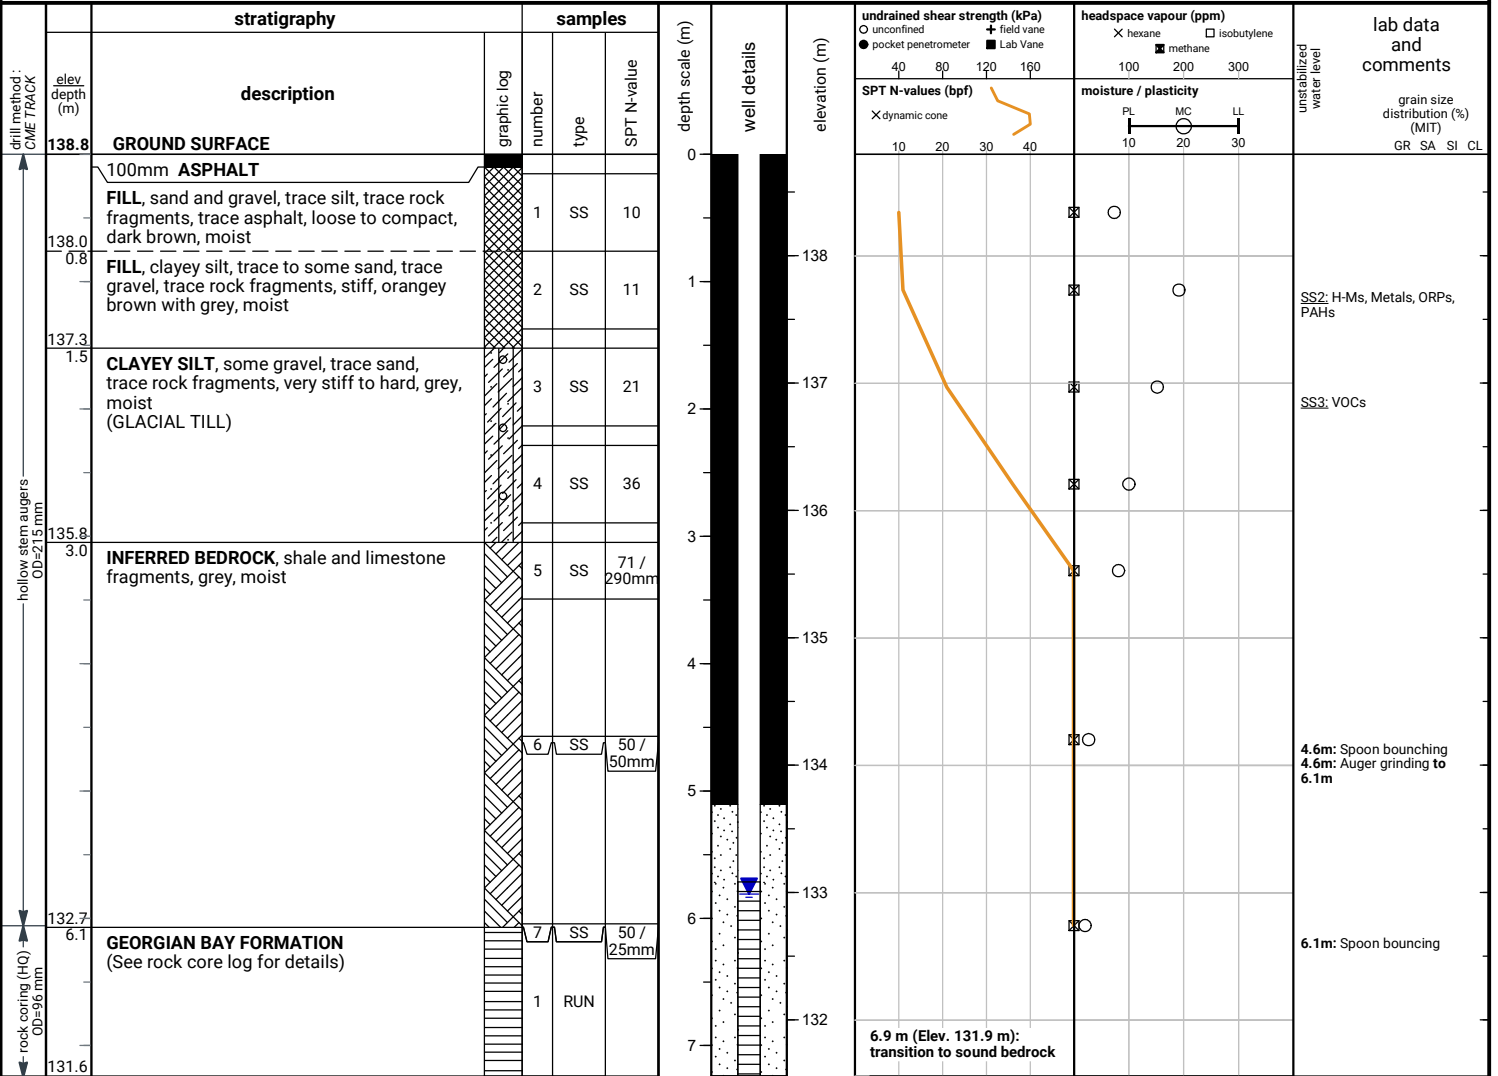 drill method :
CME TRACK
stratigraphy
samples
elev
depth
(m)
description
graphic log
number
type
SPT N-value
depth scale (m)
well details
elevation (m)
undrained shear strength (kPa)
unconfined
field vane
pocket penetrometer
Lab Vane
40 80 120 160
SPT N-values (bpf)
dynamic cone
10 20 30 40
headspace vapour (ppm)
hexane
isobutylene
methane
100 200 300
moisture / plasticity
PL MC LL
10 20 30
unstabilized
water level
lab data
and
comments
grain size
distribution (%)
(MIT)
GR SA SI CL
138.8 GROUND SURFACE
100mm ASPHALT
FILL, sand and gravel, trace silt, trace rock
fragments, trace asphalt, loose to compact,
dark brown, moist
1 SS 10
138.0
0.8
FILL, clayey silt, trace to some sand, trace
gravel, trace rock fragments, stiff, orangey
brown with grey, moist
2 SS 11
137.3
1.5
CLAYEY SILT, some gravel, trace sand,
trace rock fragments, very stiff to hard, grey,
moist
(GLACIAL TILL)
3 SS 21
4 SS 36
135.8
3.0
INFERRED BEDROCK, shale and limestone
fragments, grey, moist
5 SS 71 /
290mm
6 SS 50 /
50mm
132.7
6.1
GEORGIAN BAY FORMATION
(See rock core log for details)
7 SS 50 /
25mm
1 RUN
131.6
hollow stem augers
OD=215 mm
rock coring (HQ)
OD=96 mm
0
1
2
3
4
5
6
7
138
137
136
135
134
133
132
SS2: H-Ms, Metals, ORPs,
PAHs
SS3: VOCs
4.6m: Spoon bounching
4.6m: Auger grinding to
6.1m
6.1m: Spoon bouncing
6.9 m (Elev. 131.9 m):
transition to sound bedrock